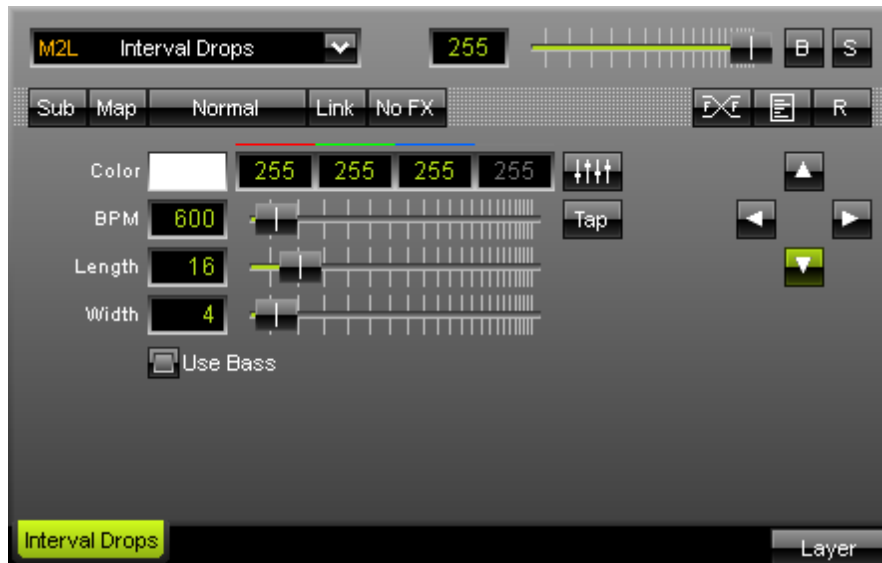 M2L Interval Drops 255 B S
Sub Map Normal Link No FX R
Color 255 255 255 255
BPM 600 Tap
Length 16
Width 4
Use Bass
Interval Drops Layer